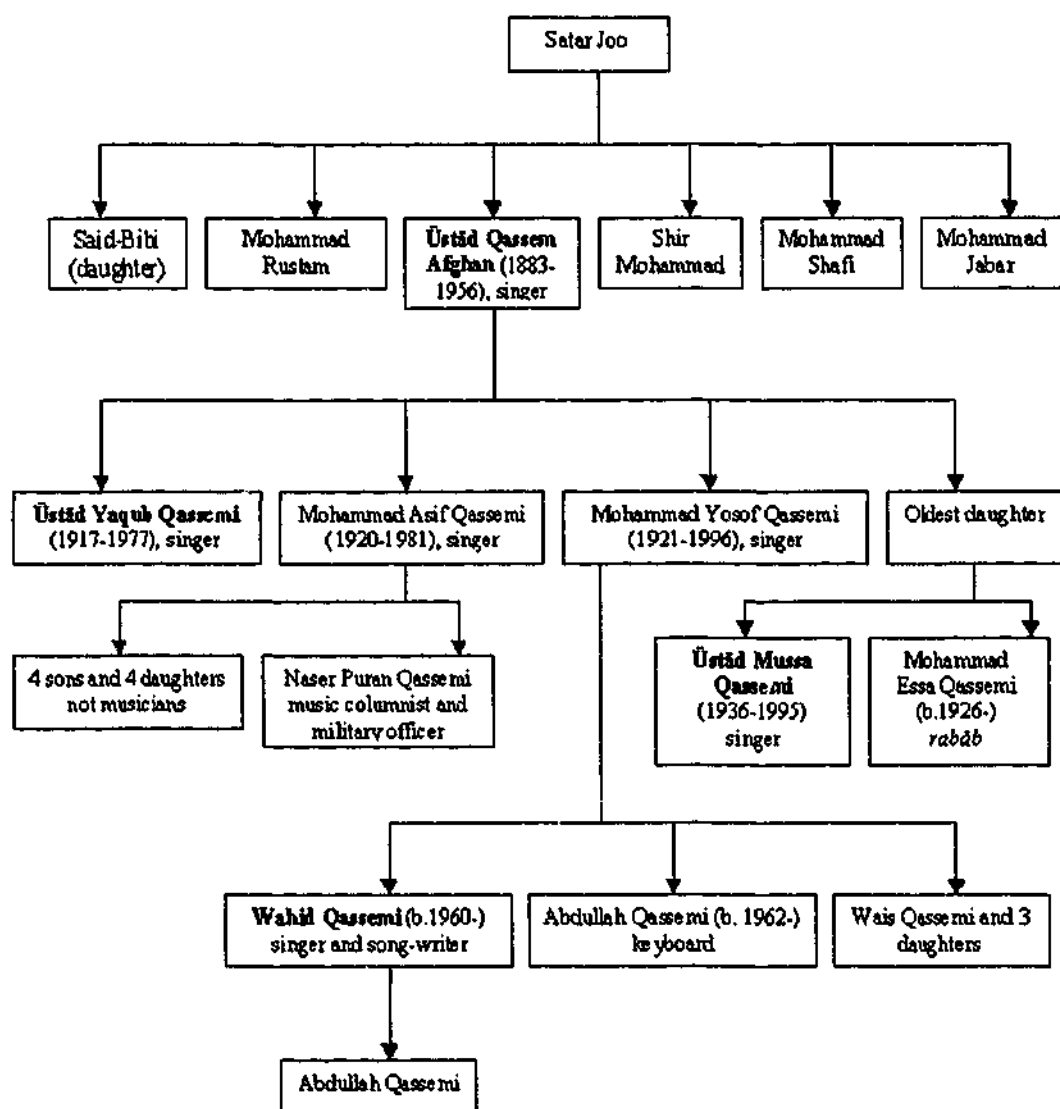 Satar Joo
Said-Bibi
(daughter)
Mohammad
Rustam
Üstād Qassem
Afghan (1883-
1956), singer
Shir
Mohammad
Mohammad
Shafi
Mohammad
Jabar
Üstād Yaqub Qassemi
(1917-1977), singer
Mohammad Asif Qassemi
(1920-1981), singer
Mohammad Yosof Qassemi
(1921-1996), singer
Oldest daughter
4 sons and 4 daughters
not musicians
Naser Puran Qassemi
music columnist and
military officer
Üstād Mussa
Qassemi
(1936-1995)
singer
Mohammad
Essa Qassemi
(b.1926-)
rabāb
Wahid Qassemi (b.1960-)
singer and song-writer
Abdullah Qassemi (b. 1962-)
keyboard
Wais Qassemi and 3
daughters
Abdullah Qassemi